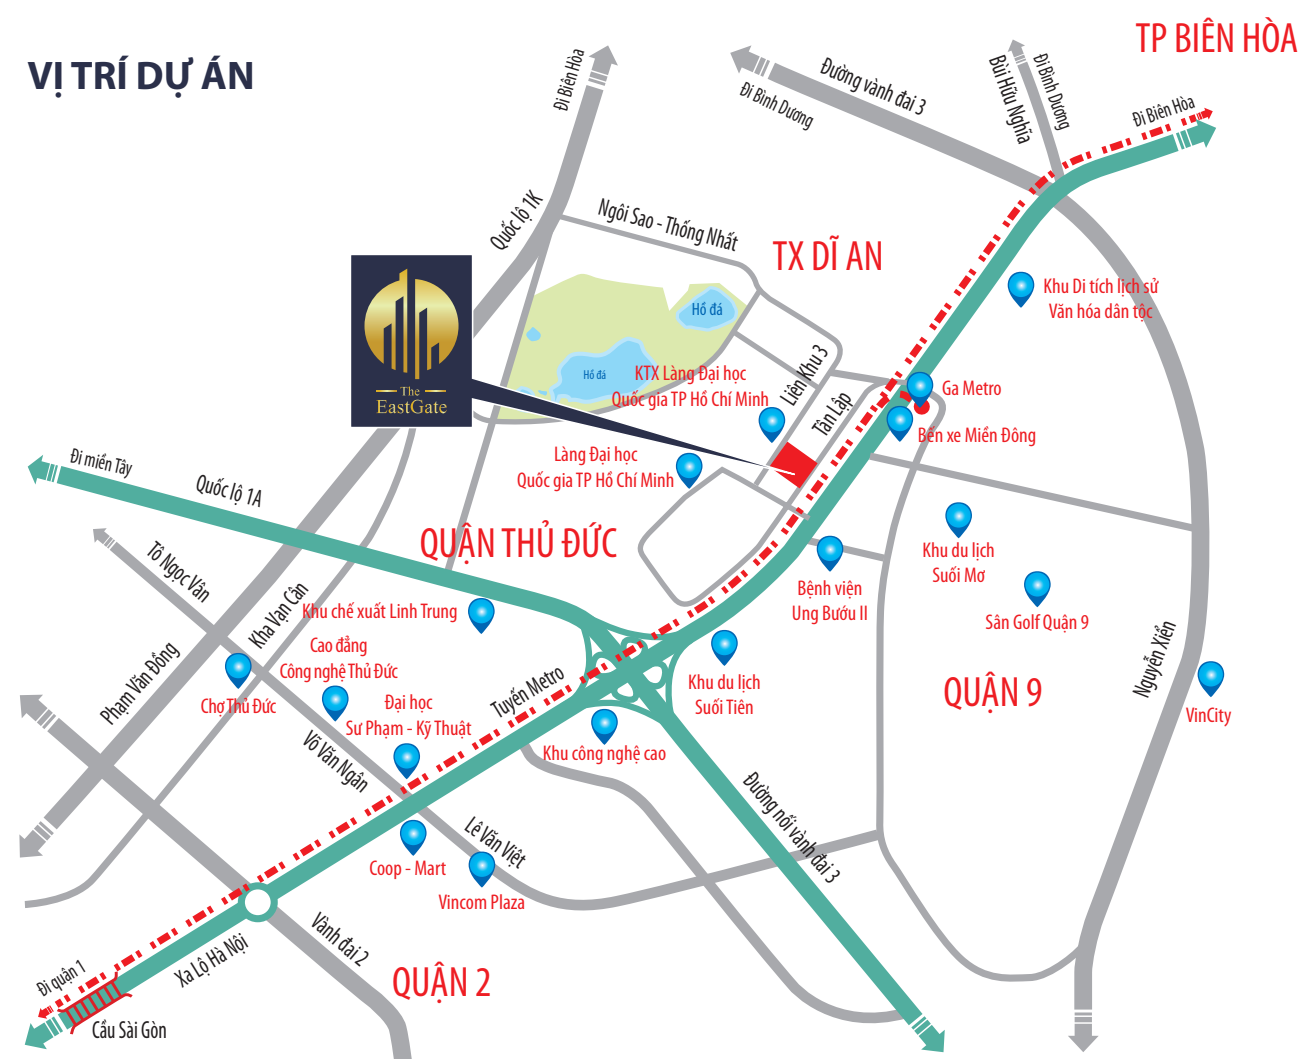 TP BIÊN HÒA
VỊ TRÍ DỰ ÁN
Đi Biên Hòa
Đi Bình Dương
Đường vành đai 3
Bùi Hữu Nghĩa
Đi Bình Dương
Đi Biên Hòa
Quốc lộ 1K
Ngôi Sao - Thống Nhất
TX DĨ AN
Khu Di tích lịch sử
Văn hóa dân tộc
Hồ đá
Hồ đá
The
EastGate
KTX Làng Đại học
Quốc gia TP Hồ Chí Minh
Liên Khu 3
Tân Lập
Ga Metro
Bến xe Miền Đông
Làng Đại học
Quốc gia TP Hồ Chí Minh
Đi miền Tây
Quốc lộ 1A
QUẬN THỦ ĐỨC
Khu du lịch
Suối Mơ
Tô Ngọc Vân
Kha Vạn Cân
Khu chế xuất Linh Trung
Bệnh viện
Ung Bướu II
Sân Golf Quận 9
Cao đẳng
Công nghệ Thủ Đức
Phạm Văn Đồng
Chợ Thủ Đức
Đại học
Sư Phạm - Kỹ Thuật
Tuyến Metro
Khu du lịch
Suối Tiên
QUẬN 9
Nguyễn Xiển
VinCity
Võ Văn Ngân
Khu công nghệ cao
Đường nối vành đai 3
Lê Văn Việt
Coop - Mart
Vincom Plaza
Xa Lộ Hà Nội
Vành đai 2
Đi quận 1
QUẬN 2
Cầu Sài Gòn